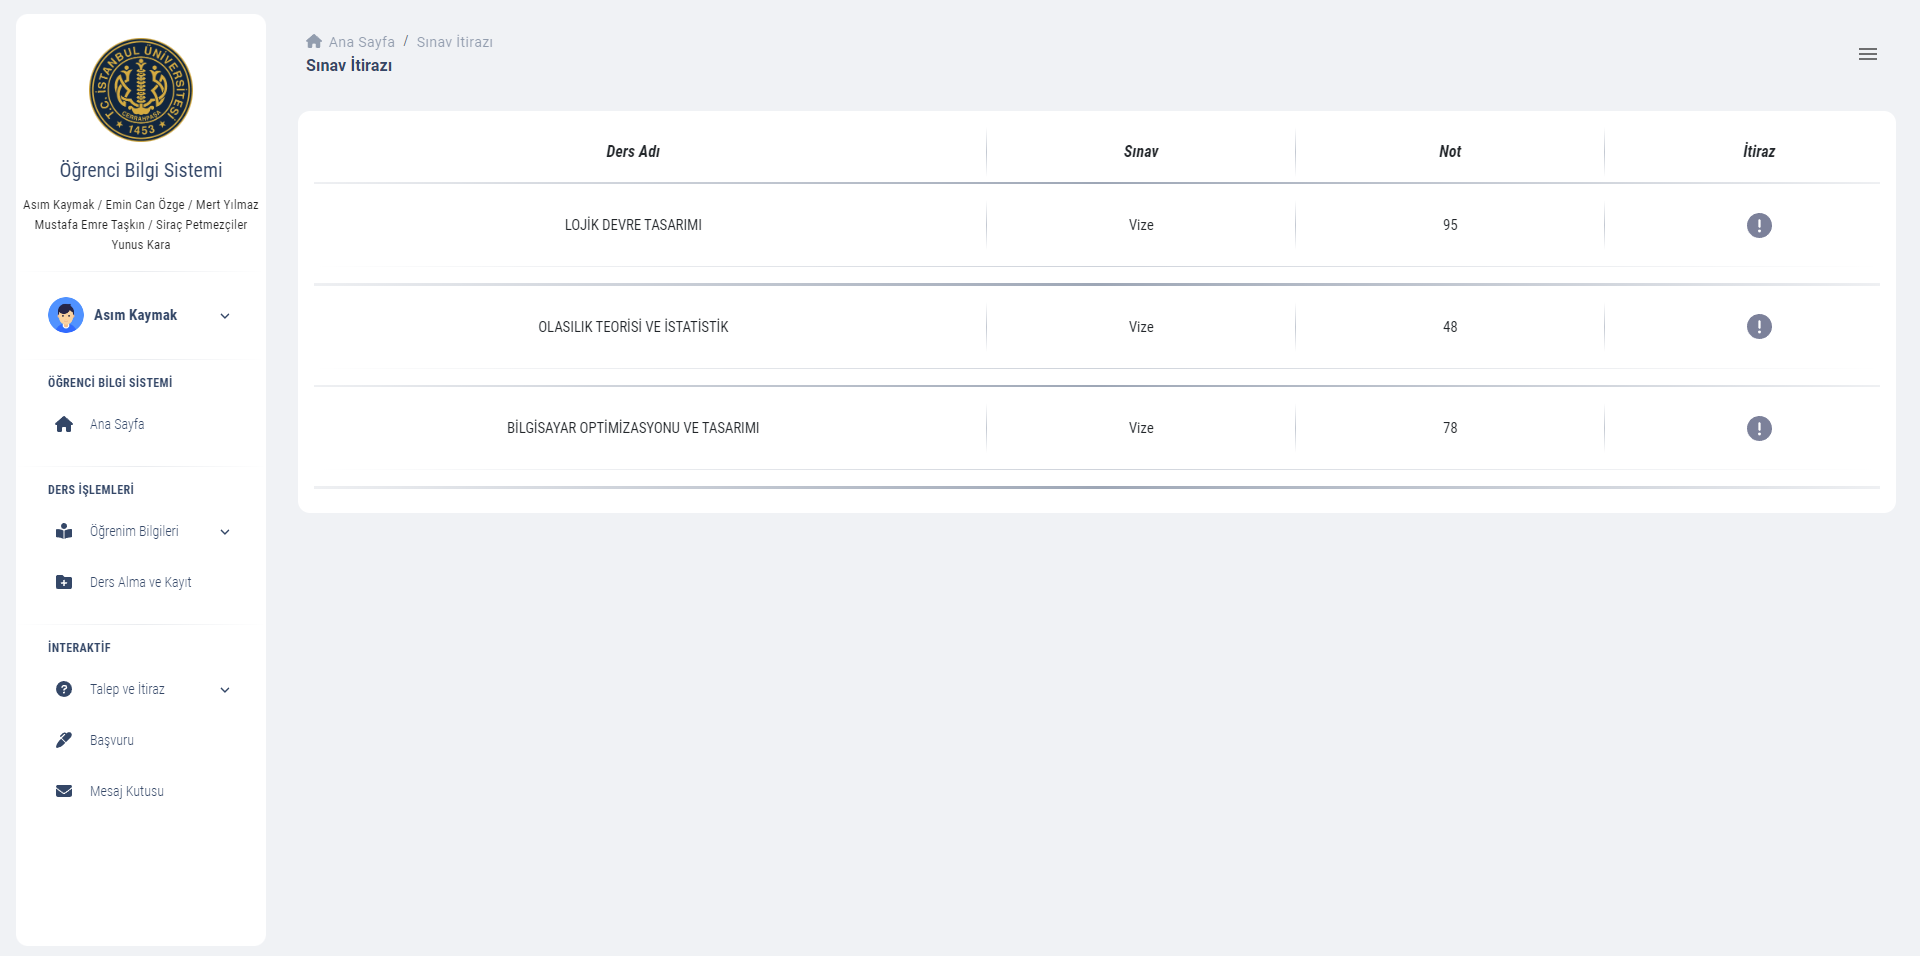 T.C. İSTANBUL ÜNİVERSİTESİ
CERRAHPAŞA
★ 1453 ★
Öğrenci Bilgi Sistemi
Asım Kaymak / Emin Can Özge / Mert Yılmaz
Mustafa Emre Taşkın / Siraç Petmezçiler
Yunus Kara
Asım Kaymak
ÖĞRENCİ BİLGİ SİSTEMİ
Ana Sayfa
DERS İŞLEMLERİ
Öğrenim Bilgileri
Ders Alma ve Kayıt
İNTERAKTİF
Talep ve İtiraz
Başvuru
Mesaj Kutusu
Ana Sayfa / Sınav İtirazı
Sınav İtirazı
Ders Adı Sınav Not İtiraz
LOJİK DEVRE TASARIMI Vize 95
OLASILIK TEORİSİ VE İSTATİSTİK Vize 48
BİLGİSAYAR OPTİMİZASYONU VE TASARIMI Vize 78